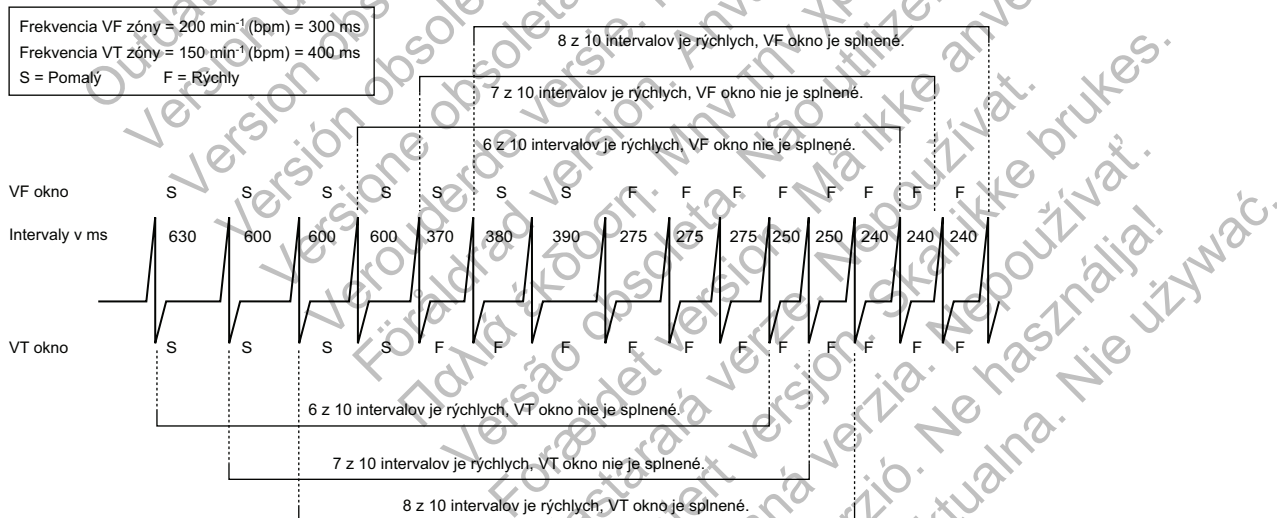 Frekvencia VF zóny = 200 min-1 (bpm) = 300 ms
Frekvencia VT zóny = 150 min-1 (bpm) = 400 ms
S = Pomalý F = Rýchly
8 z 10 intervalov je rýchlych, VF okno je splnené.
7 z 10 intervalov je rýchlych, VF okno nie je splnené.
6 z 10 intervalov je rýchlych, VF okno nie je splnené.
VF okno S S S S S S S F F F F F F F F
Intervaly v ms 630 600 600 600 370 380 390 275 275 275 250 250 240 240 240
VT okno S S S S F F F F F F F F F F F
6 z 10 intervalov je rýchlych, VT okno nie je splnené.
7 z 10 intervalov je rýchlych, VT okno nie je splnené.
8 z 10 intervalov je rýchlych, VT okno je splnené.